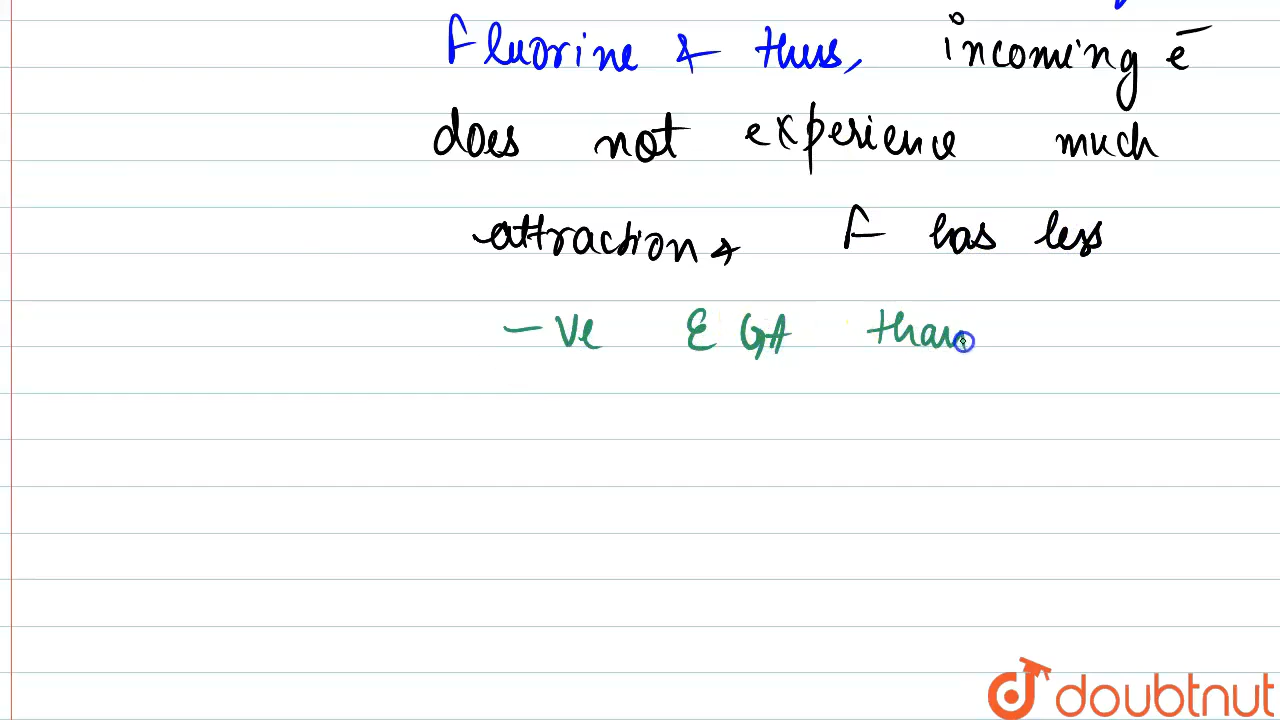 Fluorine & thus, incoming e⁻
does not experience much
attraction & F has less
-ve EGA than
doubtnut